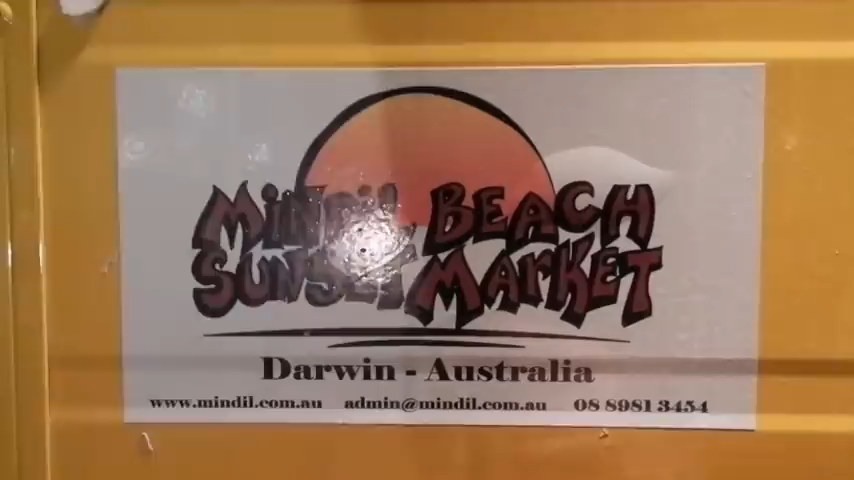 MiNDiL BEACH
SUNSET MArKET
Darwin - Australia
www.mindil.com.au admin@mindil.com.au 08 8981 3454